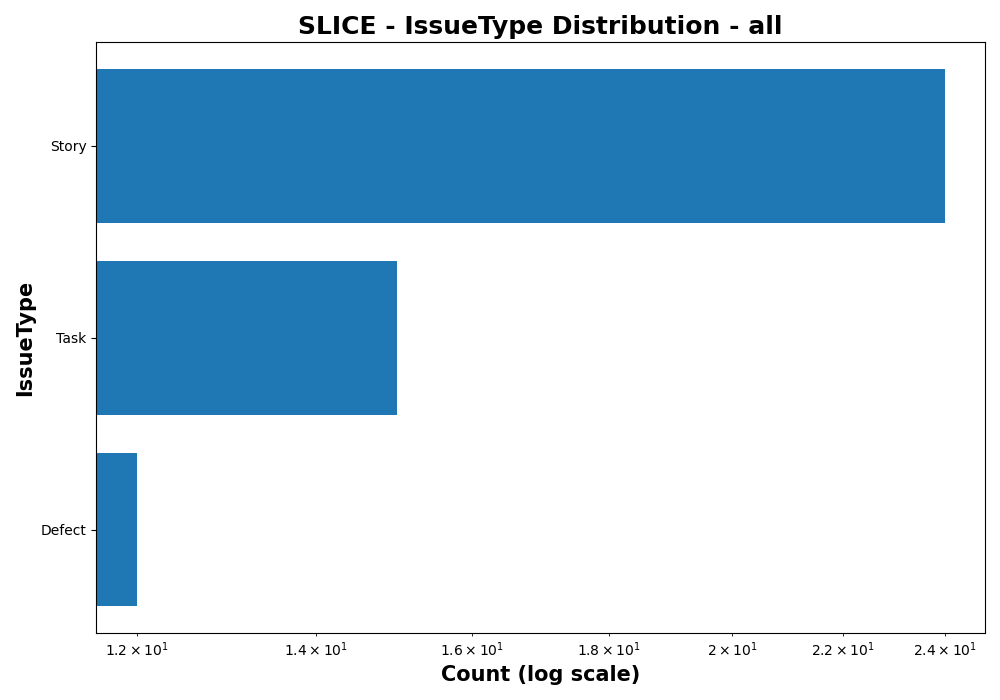 SLICE - IssueType Distribution - all
Story
Task
Defect
IssueType
1.2 × 10¹ 1.4 × 10¹ 1.6 × 10¹ 1.8 × 10¹ 2 × 10¹ 2.2 × 10¹ 2.4 × 10¹
Count (log scale)